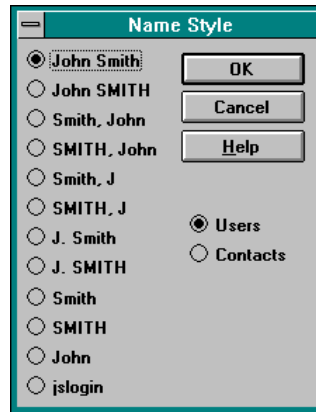 Name Style
John Smith
John SMITH
Smith, John
SMITH, John
Smith, J
SMITH, J
J. Smith
J. SMITH
Smith
SMITH
John
jslogin
OK
Cancel
Help
Users
Contacts